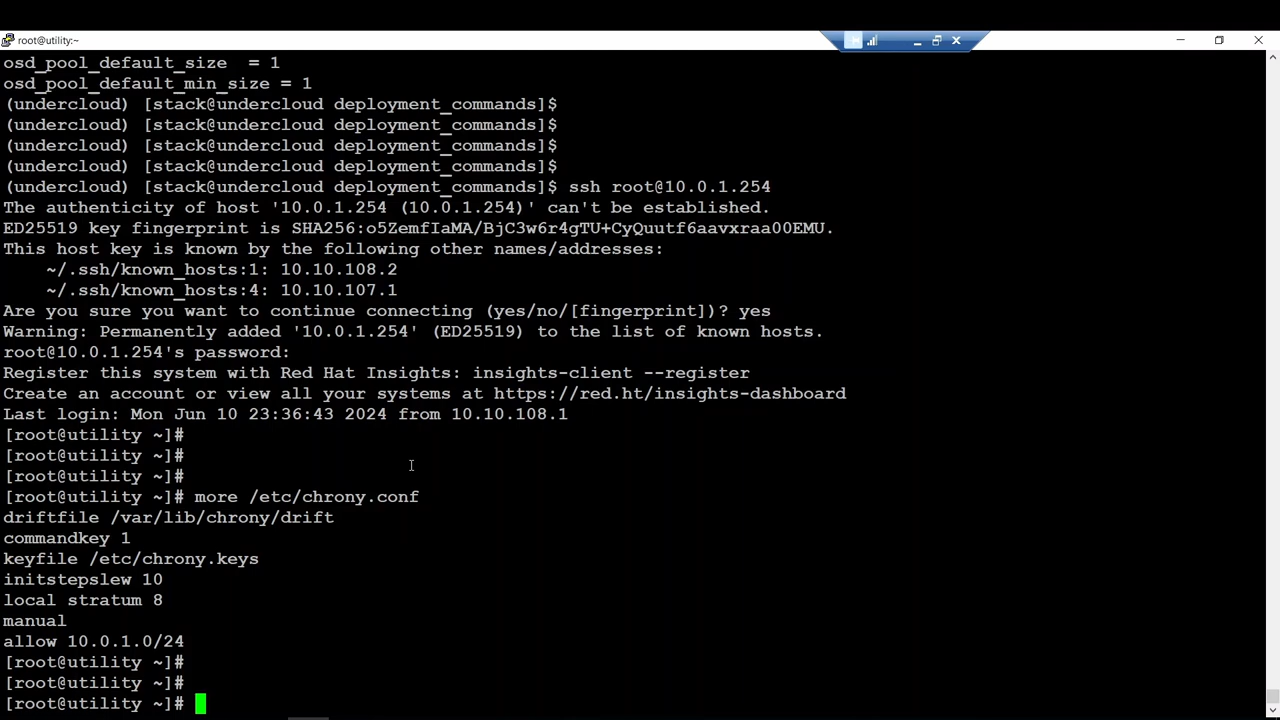 root@utility:~
osd_pool_default_size  = 1
osd_pool_default_min_size = 1
(undercloud) [stack@undercloud deployment_commands]$
(undercloud) [stack@undercloud deployment_commands]$
(undercloud) [stack@undercloud deployment_commands]$
(undercloud) [stack@undercloud deployment_commands]$
(undercloud) [stack@undercloud deployment_commands]$ ssh root@10.0.1.254
The authenticity of host '10.0.1.254 (10.0.1.254)' can't be established.
ED25519 key fingerprint is SHA256:o5ZemfIaMA/BjC3w6r4gTU+CyQuutf6aavxraa00EMU.
This host key is known by the following other names/addresses:
    ~/.ssh/known_hosts:1: 10.10.108.2
    ~/.ssh/known_hosts:4: 10.10.107.1
Are you sure you want to continue connecting (yes/no/[fingerprint])? yes
Warning: Permanently added '10.0.1.254' (ED25519) to the list of known hosts.
root@10.0.1.254's password:
Register this system with Red Hat Insights: insights-client --register
Create an account or view all your systems at https://red.ht/insights-dashboard
Last login: Mon Jun 10 23:36:43 2024 from 10.10.108.1
[root@utility ~]#
[root@utility ~]#
[root@utility ~]#
[root@utility ~]# more /etc/chrony.conf
driftfile /var/lib/chrony/drift
commandkey 1
keyfile /etc/chrony.keys
initstepslew 10
local stratum 8
manual
allow 10.0.1.0/24
[root@utility ~]#
[root@utility ~]#
[root@utility ~]#